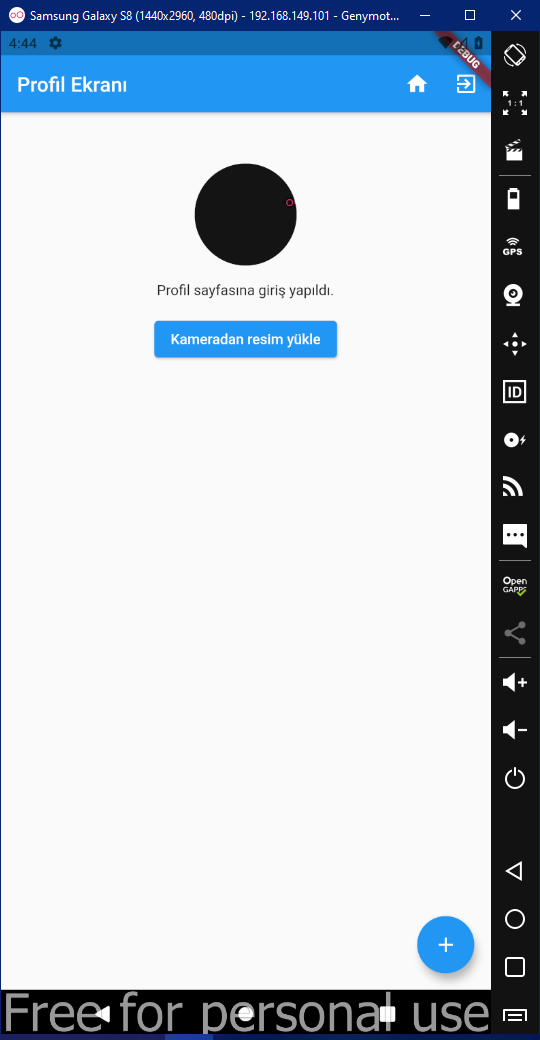 Samsung Galaxy S8 (1440x2960, 480dpi) - 192.168.149.101 - Genymot...
4:44
DEBUG
Profil Ekranı
1 : 1
GPS
Profil sayfasına giriş yapıldı.
Kameradan resim yükle
ID
Open
GAPPS
+
Free for personal use